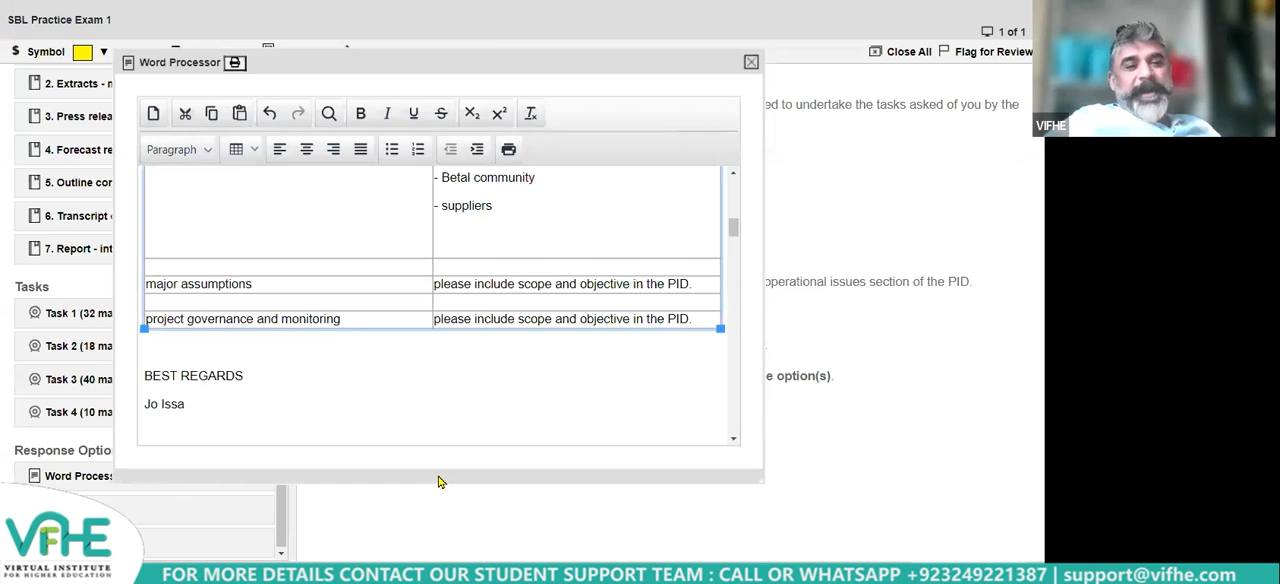 SBL Practice Exam 1
1 of 1
$ Symbol
Close All
Flag for Review
Word Processor
VIFHE
Paragraph
2. Extracts - n
3. Press relea
4. Forecast re
5. Outline cor
6. Transcript
7. Report - int
Tasks
Task 1 (32 ma
Task 2 (18 ma
Task 3 (40 ma
Task 4 (10 ma
Response Optio
Word Process
- Betal community
- suppliers
major assumptions
please include scope and objective in the PID.
project governance and monitoring
please include scope and objective in the PID.
BEST REGARDS
Jo Issa
ed to undertake the tasks asked of you by the
operational issues section of the PID.
e option(s).
VIFHE
VIRTUAL INSTITUTE
FOR HIGHER EDUCATION
FOR MORE DETAILS CONTACT OUR STUDENT SUPPORT TEAM : CALL OR WHATSAPP +923249221387 | support@vifhe.com